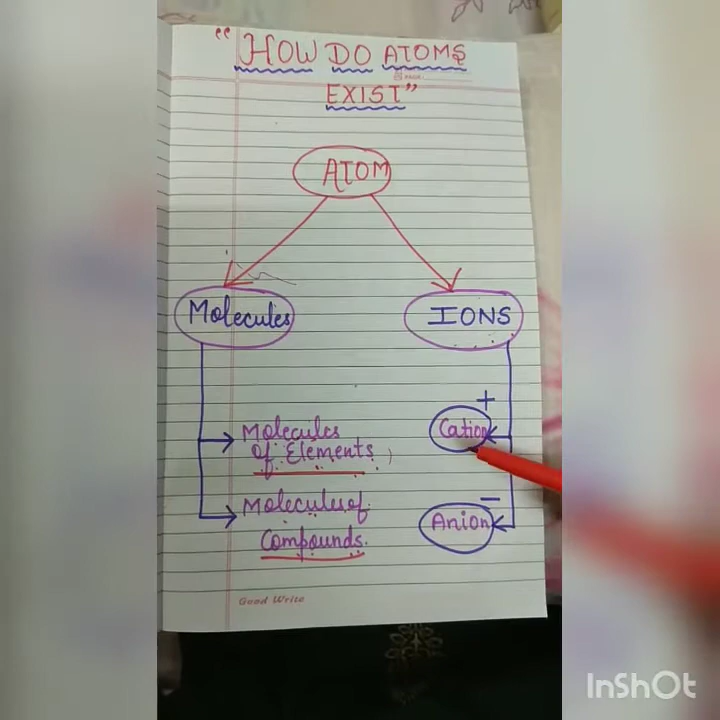 "HOW DO ATOMS
EXIST"
ATOM
Molecules
IONS
+
Cation
Molecules
of Elements
Molecules of
Compounds.
−
Anion
Good Write
InShOt